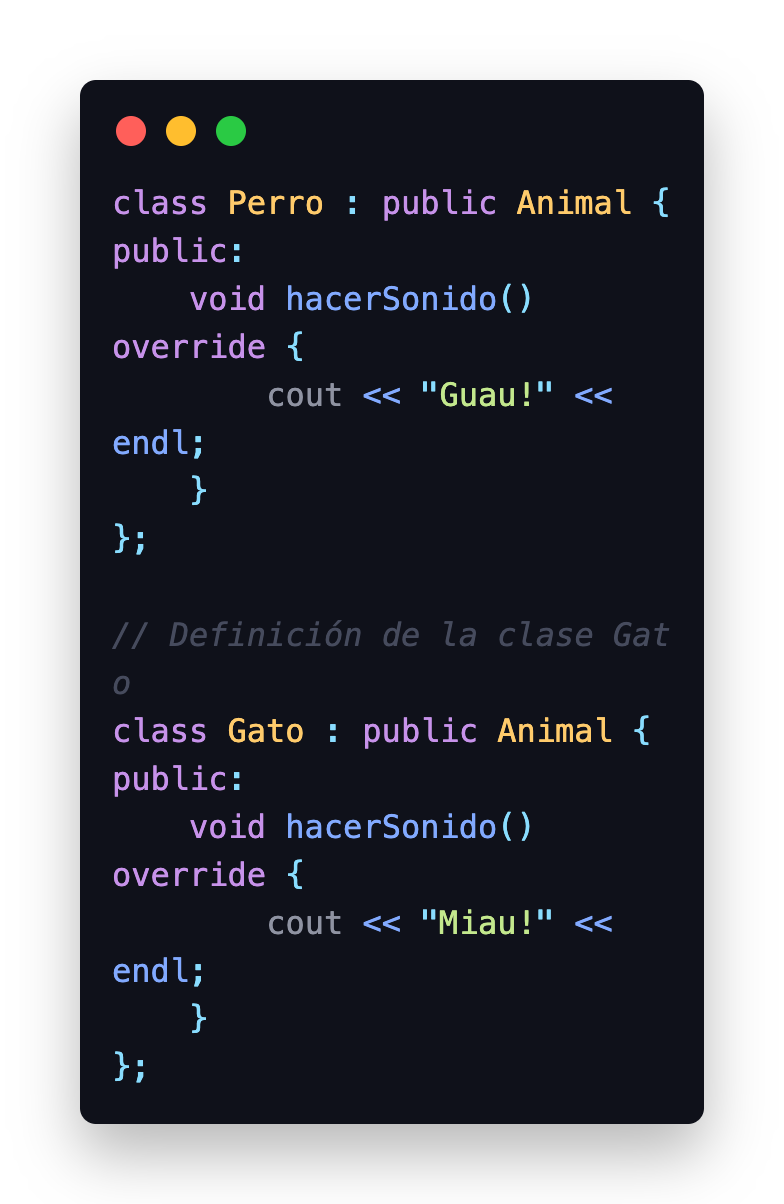 class Perro : public Animal {
public:
    void hacerSonido()
override {
        cout << "Guau!" <<
endl;
    }
};

// Definición de la clase Gat
o
class Gato : public Animal {
public:
    void hacerSonido()
override {
        cout << "Miau!" <<
endl;
    }
};